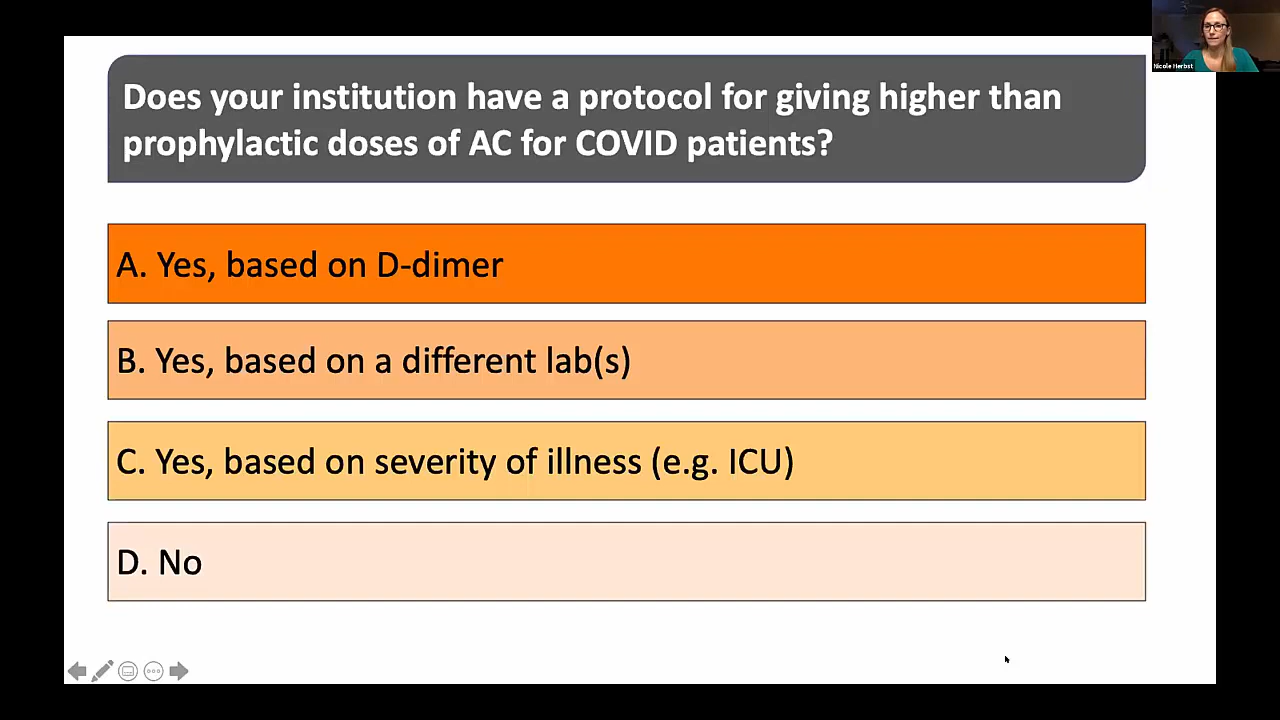 Nicole Herbst
Does your institution have a protocol for giving higher than
prophylactic doses of AC for COVID patients?
A. Yes, based on D-dimer
B. Yes, based on a different lab(s)
C. Yes, based on severity of illness (e.g. ICU)
D. No